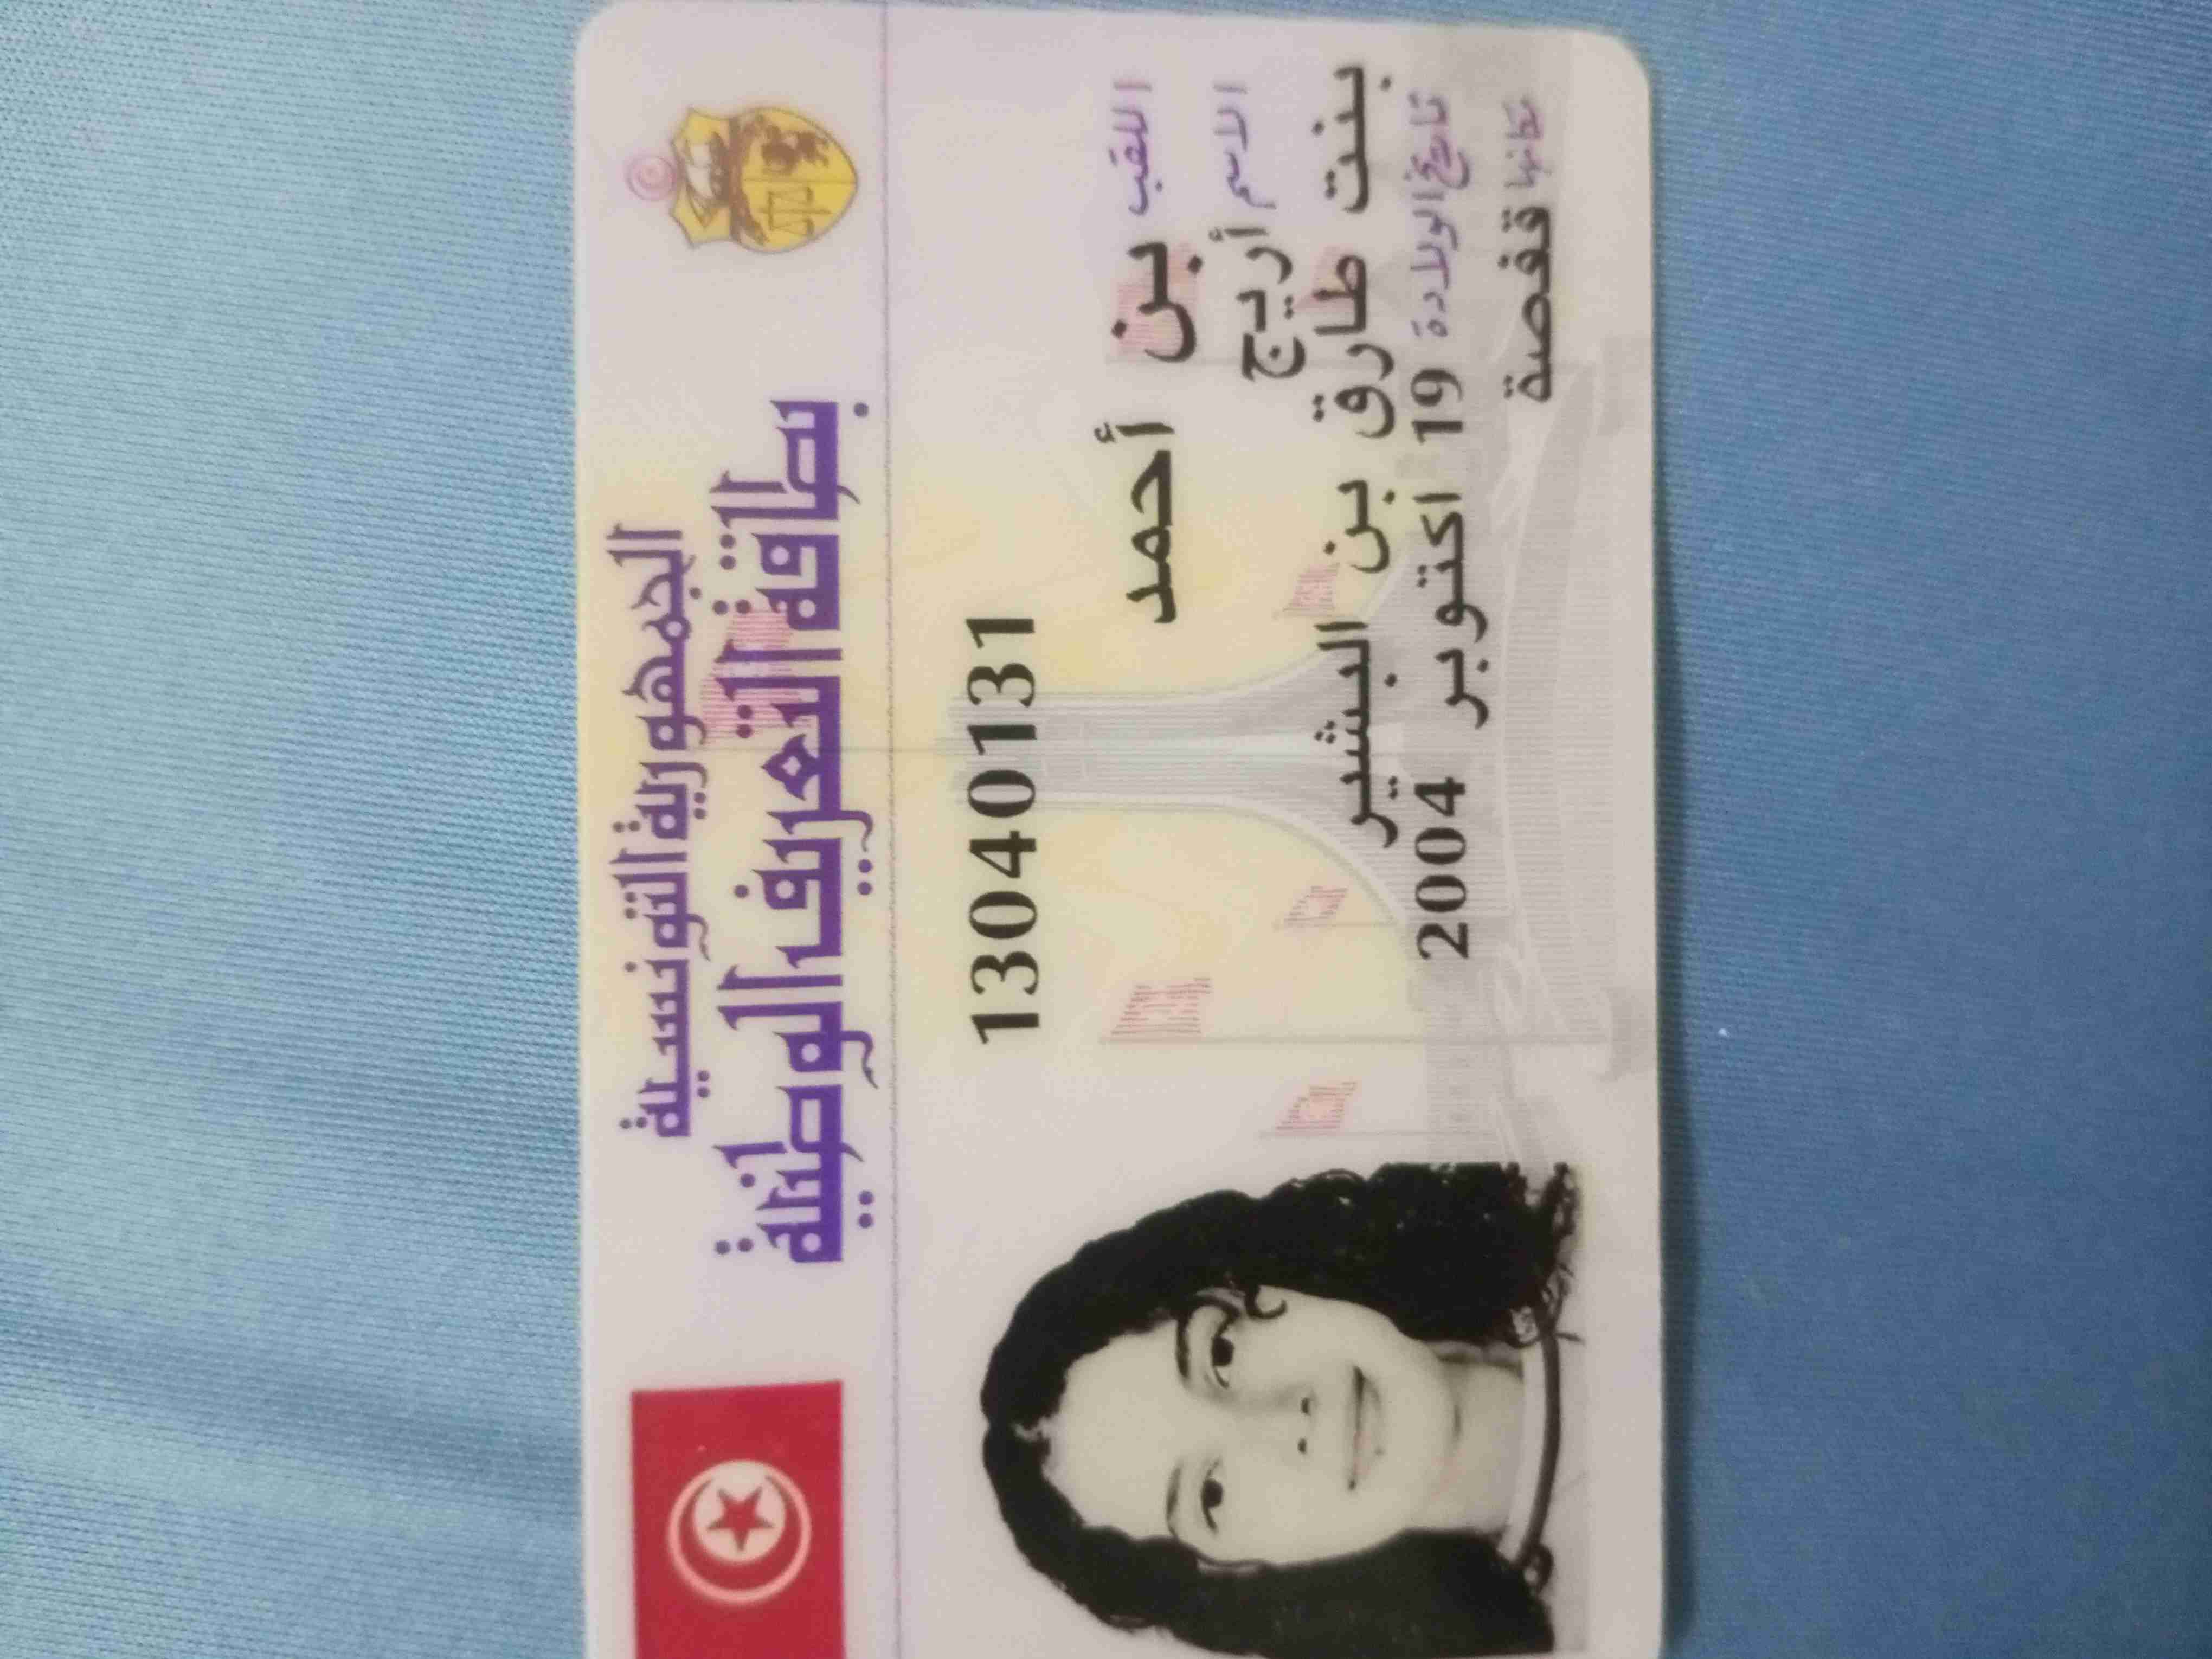 الجمهورية التونسية
بطاقة التعريف الوطنية
13040131
اللقب بن أحمد
الاسم أريج
بنت طارق بن البشير
تاريخ الولادة 19 اكتوبر 2004
مكانها قفصة